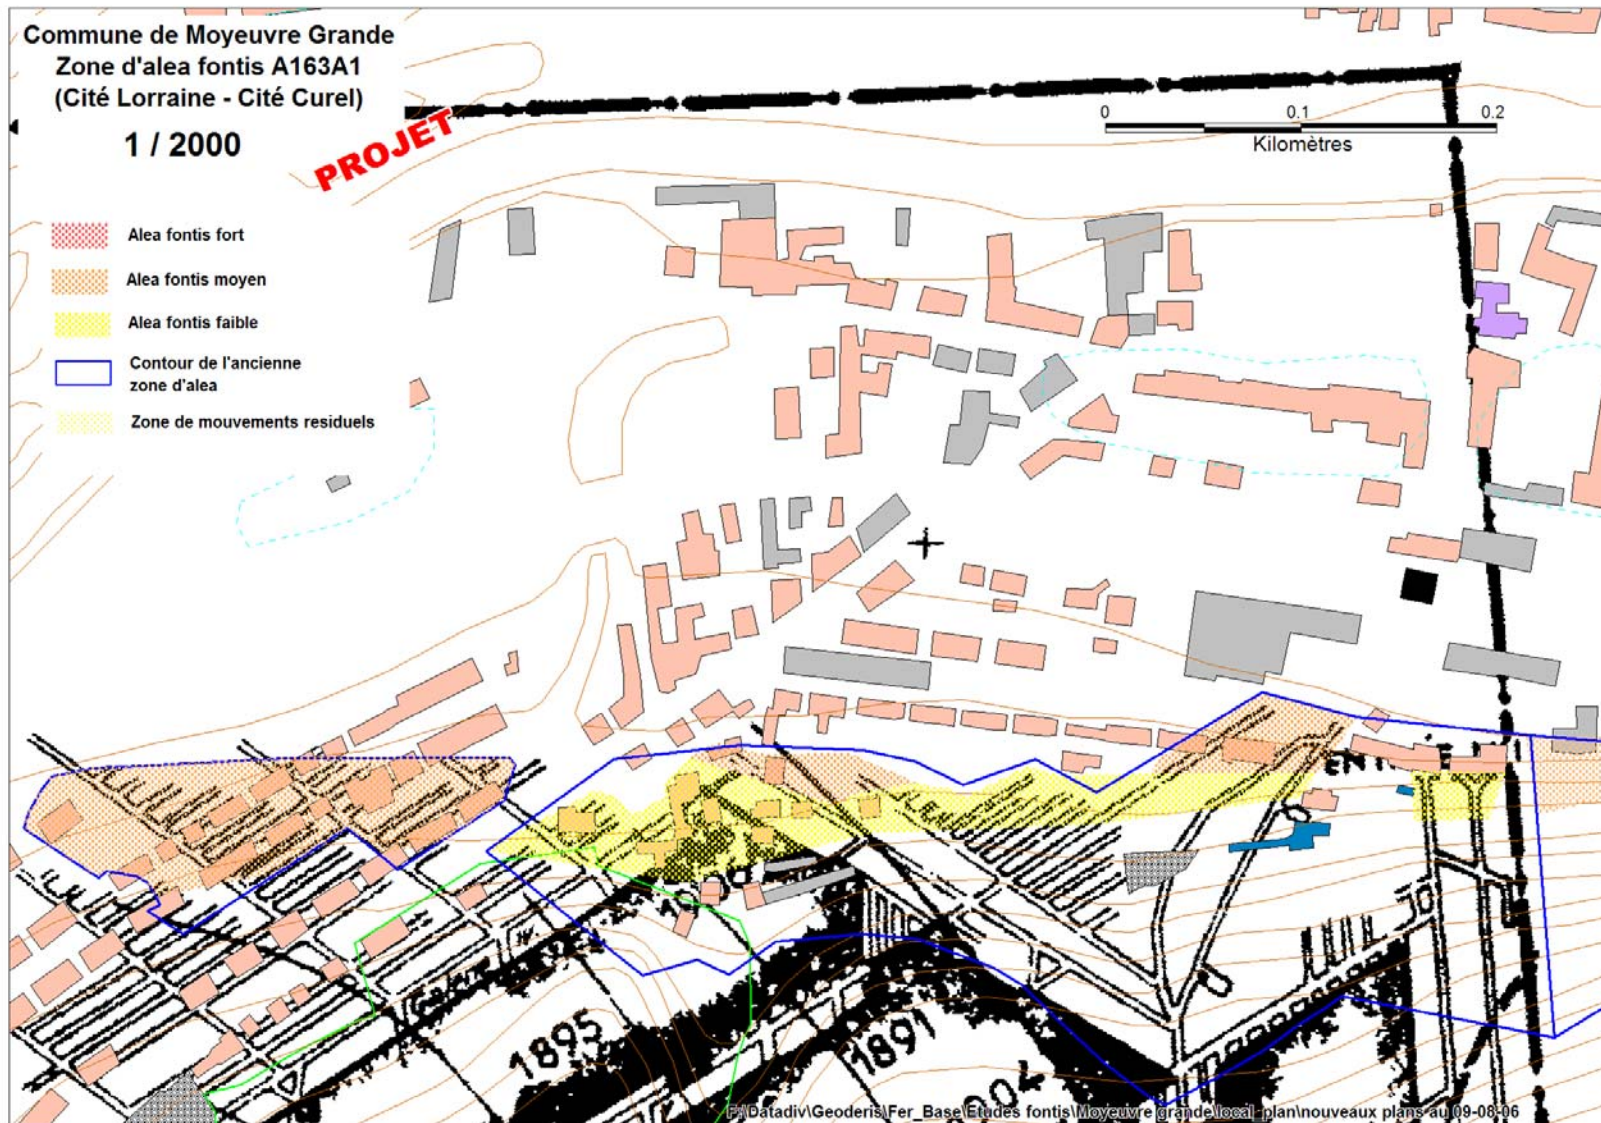 Commune de Moyeuvre Grande
Zone d'alea fontis A163A1
(Cité Lorraine - Cité Curel)
1 / 2000
PROJET
0 0.1 0.2
Kilomètres
Alea fontis fort
Alea fontis moyen
Alea fontis faible
Contour de l'ancienne
zone d'alea
Zone de mouvements residuels
1895
1891
F:\Datadiv\Geoderis\Fer_Base\Etudes fontis\Moyeuvre grande\local_plan\nouveaux plans au 09-08-06